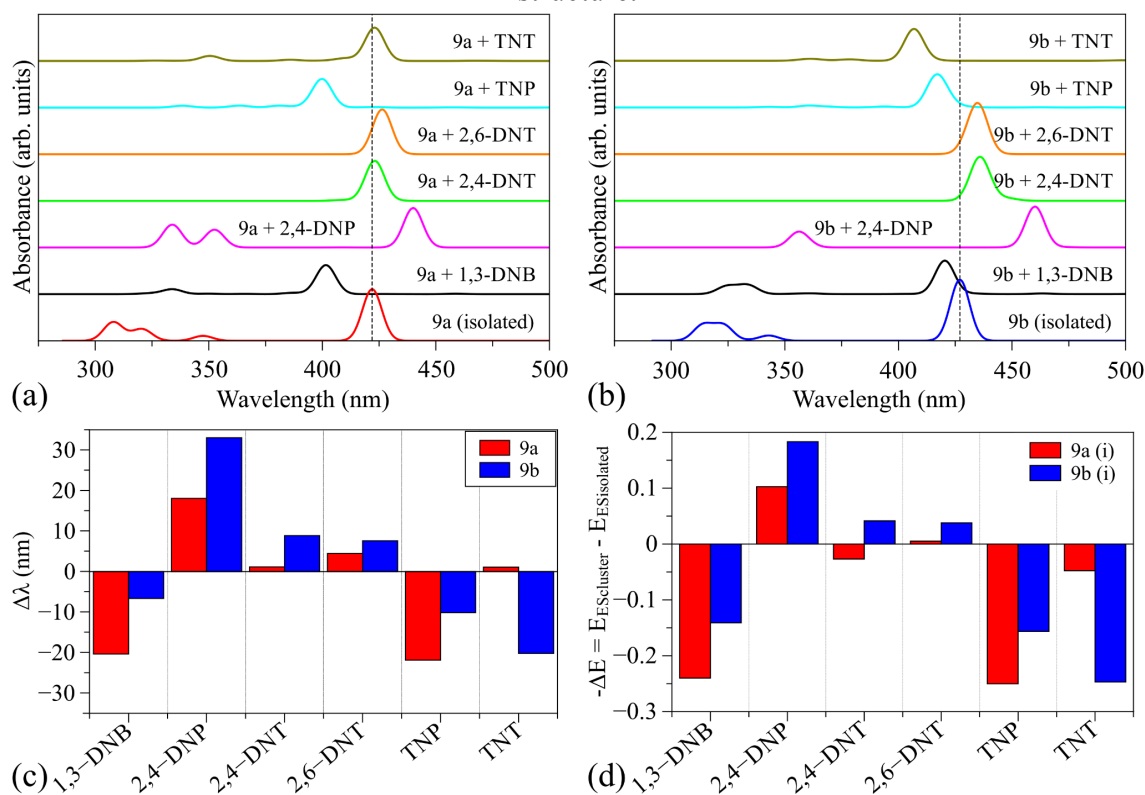 Absorbance (arb. units)
9a + TNT
9a + TNP
9a + 2,6-DNT
9a + 2,4-DNT
9a + 2,4-DNP
9a + 1,3-DNB
9a (isolated)
300 350 400 450 500
Wavelength (nm)
(a)
Absorbance (arb. units)
9b + TNT
9b + TNP
9b + 2,6-DNT
9b + 2,4-DNT
9b + 2,4-DNP
9b + 1,3-DNB
9b (isolated)
300 350 400 450 500
Wavelength (nm)
(b)
Δλ (nm)
30
20
10
0
−10
−20
−30
9a
9b
1,3−DNB 2,4−DNP 2,4−DNT 2,6−DNT TNP TNT
(c)
-ΔE = E_EScluster - E_ESisolated
0.2
0.1
0
−0.1
−0.2
−0.3
9a (i)
9b (i)
1,3−DNB 2,4−DNP 2,4−DNT 2,6−DNT TNP TNT
(d)